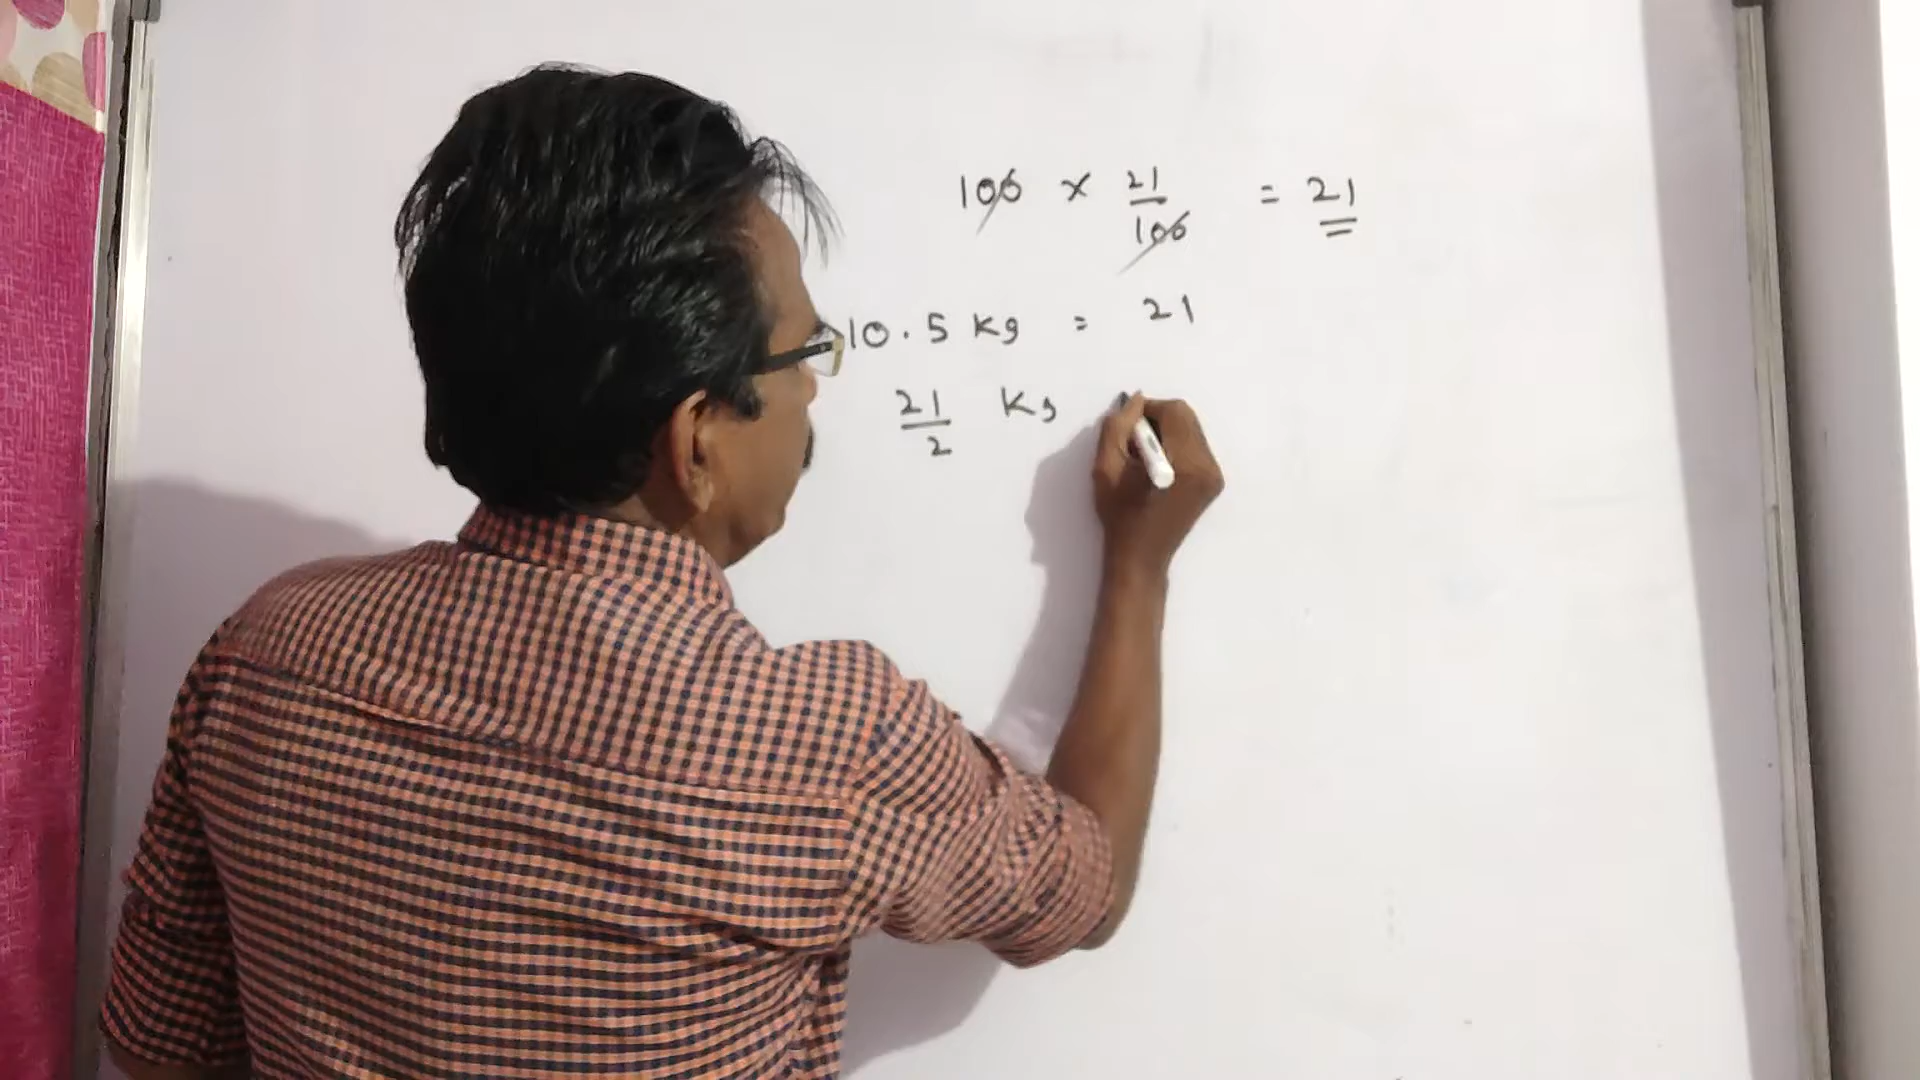 100 × 21/100 = 21
10.5 kg = 21
21/2 kg